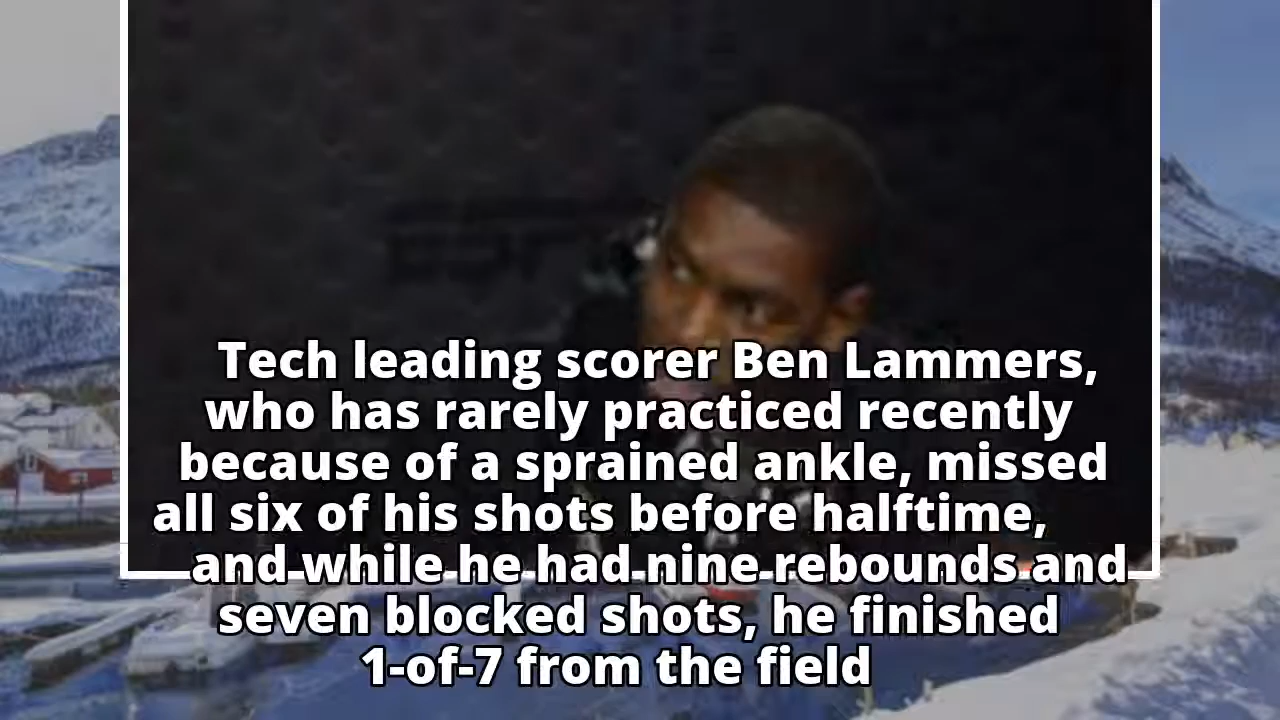 Tech leading scorer Ben Lammers,
who has rarely practiced recently
because of a sprained ankle, missed
all six of his shots before halftime,
and while he had nine rebounds and
seven blocked shots, he finished
1-of-7 from the field